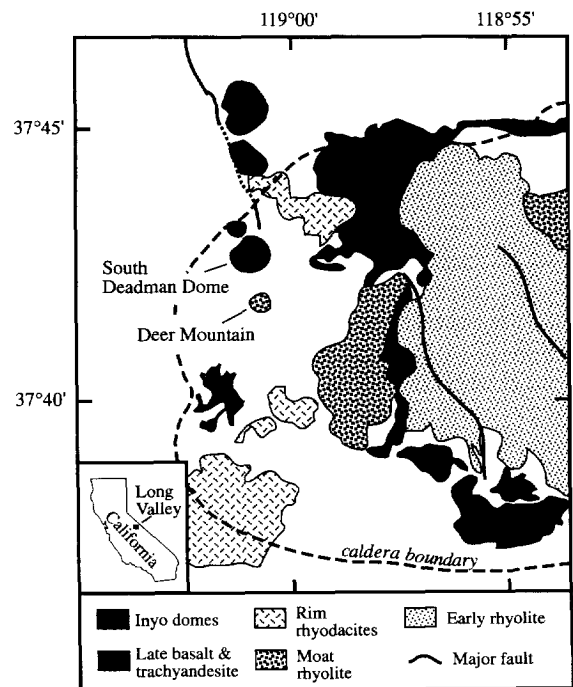 119°00'
118°55'
37°45'
South
Deadman Dome
Deer Mountain
37°40'
Long
Valley
California
caldera boundary
Inyo domes
Rim
rhyodacites
Early rhyolite
Late basalt &
trachyandesite
Moat
rhyolite
Major fault